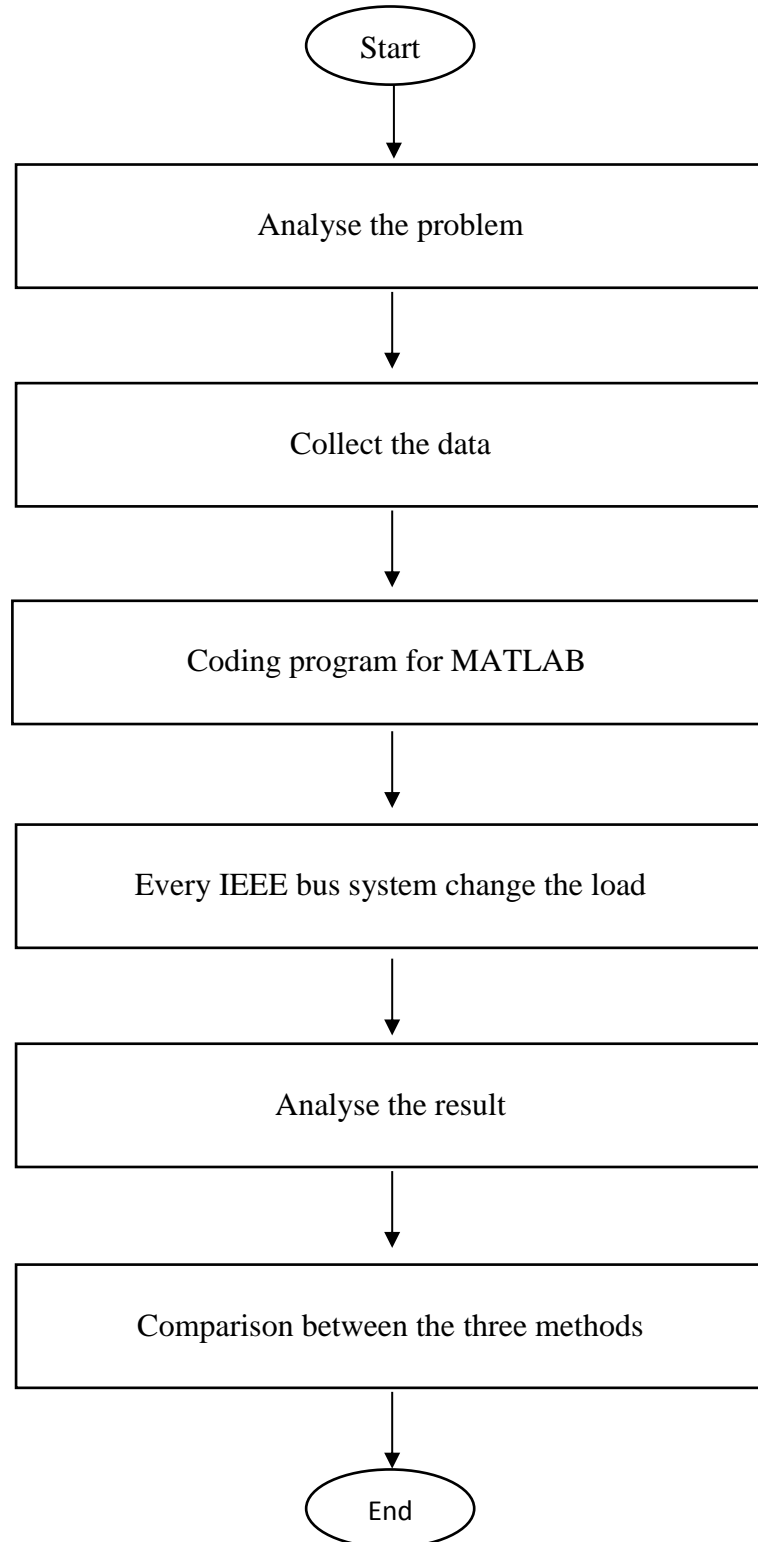 Start
Analyse the problem
Collect the data
Coding program for MATLAB
Every IEEE bus system change the load
Analyse the result
Comparison between the three methods
End